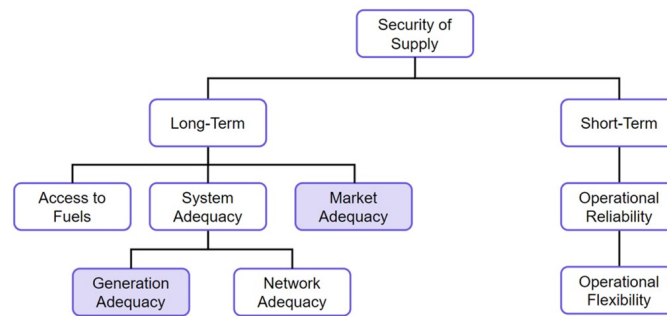 Security of
Supply
Long-Term
Short-Term
Access to
Fuels
System
Adequacy
Market
Adequacy
Operational
Reliability
Generation
Adequacy
Network
Adequacy
Operational
Flexibility